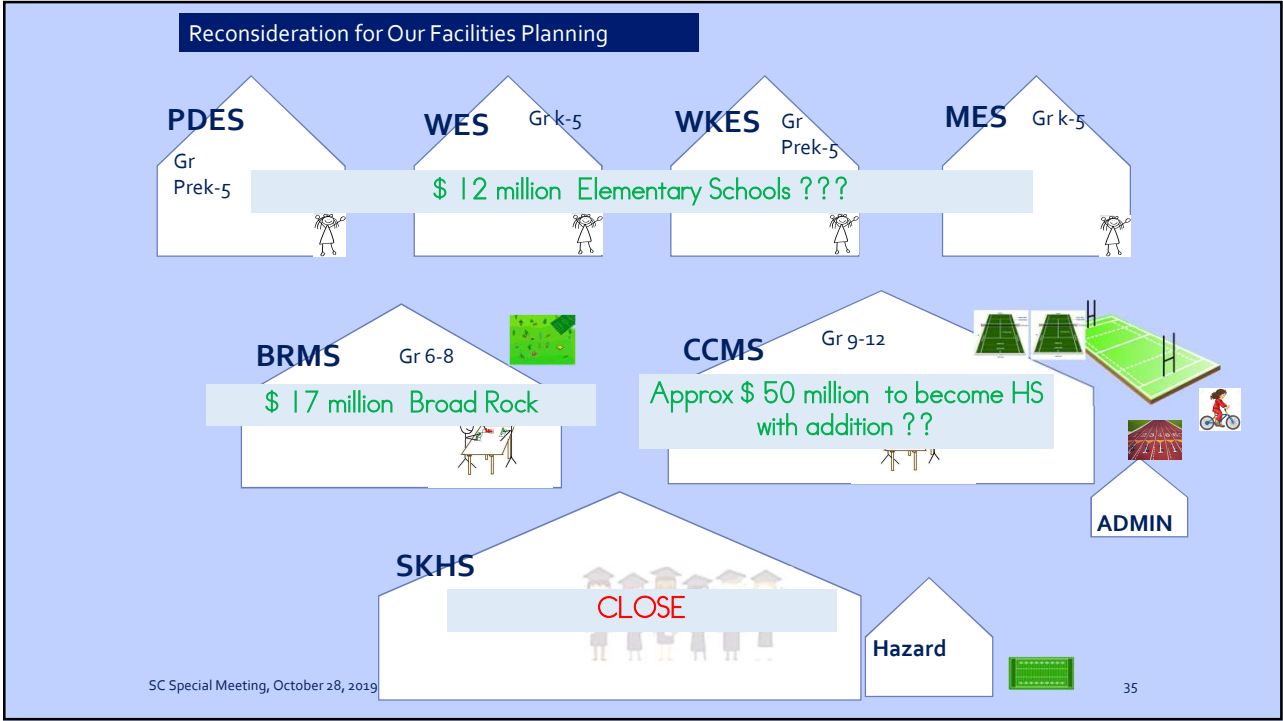 Reconsideration for Our Facilities Planning
PDES
Gr
Prek-5
WES
Gr k-5
WKES
Gr
Prek-5
MES
Gr k-5
$ 12 million Elementary Schools ???
BRMS
Gr 6-8
$ 17 million Broad Rock
CCMS
Gr 9-12
Approx $ 50 million to become HS
with addition ??
ADMIN
SKHS
CLOSE
Hazard
SC Special Meeting, October 28, 2019
35